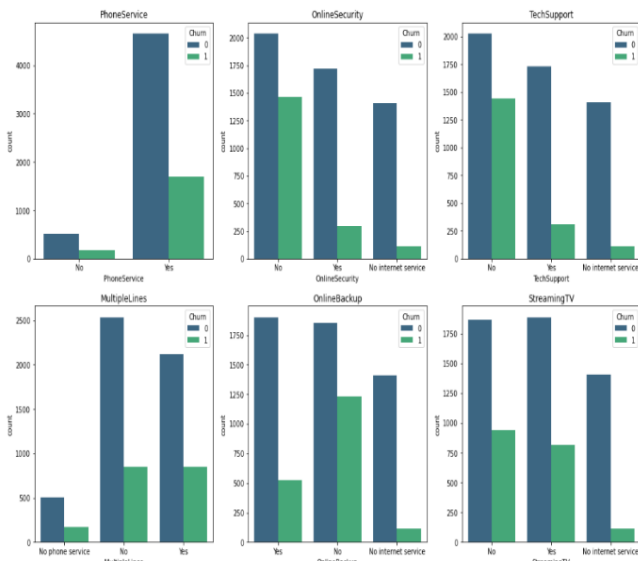 PhoneService
Churn
0
1
count
4000
3000
2000
1000
0
No
Yes
PhoneService
OnlineSecurity
Churn
0
1
count
2000
1750
1500
1250
1000
750
500
250
0
No
Yes
No internet service
OnlineSecurity
TechSupport
Churn
0
1
count
2000
1750
1500
1250
1000
750
500
250
0
No
Yes
No internet service
TechSupport
MultipleLines
Churn
0
1
count
2500
2000
1500
1000
500
0
No phone service
No
Yes
MultipleLines
OnlineBackup
Churn
0
1
count
1750
1500
1250
1000
750
500
250
0
Yes
No
No internet service
OnlineBackup
StreamingTV
Churn
0
1
count
1750
1500
1250
1000
750
500
250
0
No
Yes
No internet service
StreamingTV